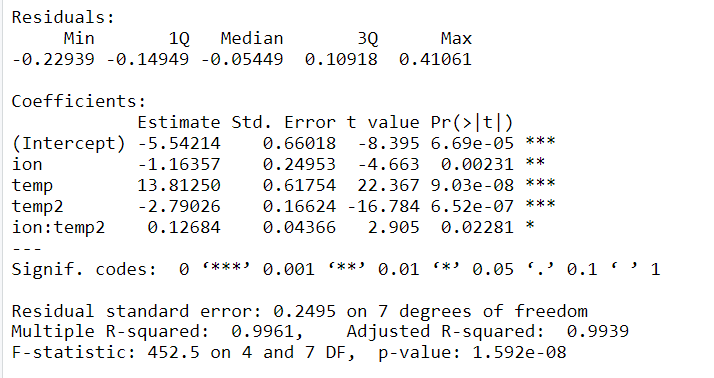 Residuals:
     Min       1Q   Median       3Q      Max
-0.22939 -0.14949 -0.05449  0.10918  0.41061

Coefficients:
            Estimate Std. Error t value Pr(>|t|)
(Intercept) -5.54214    0.66018  -8.395 6.69e-05 ***
ion         -1.16357    0.24953  -4.663  0.00231 **
temp        13.81250    0.61754  22.367 9.03e-08 ***
temp2       -2.79026    0.16624 -16.784 6.52e-07 ***
ion:temp2    0.12684    0.04366   2.905  0.02281 *
---
Signif. codes:  0 ‘***’ 0.001 ‘**’ 0.01 ‘*’ 0.05 ‘.’ 0.1 ‘ ’ 1

Residual standard error: 0.2495 on 7 degrees of freedom
Multiple R-squared:  0.9961,	Adjusted R-squared:  0.9939
F-statistic: 452.5 on 4 and 7 DF,  p-value: 1.592e-08